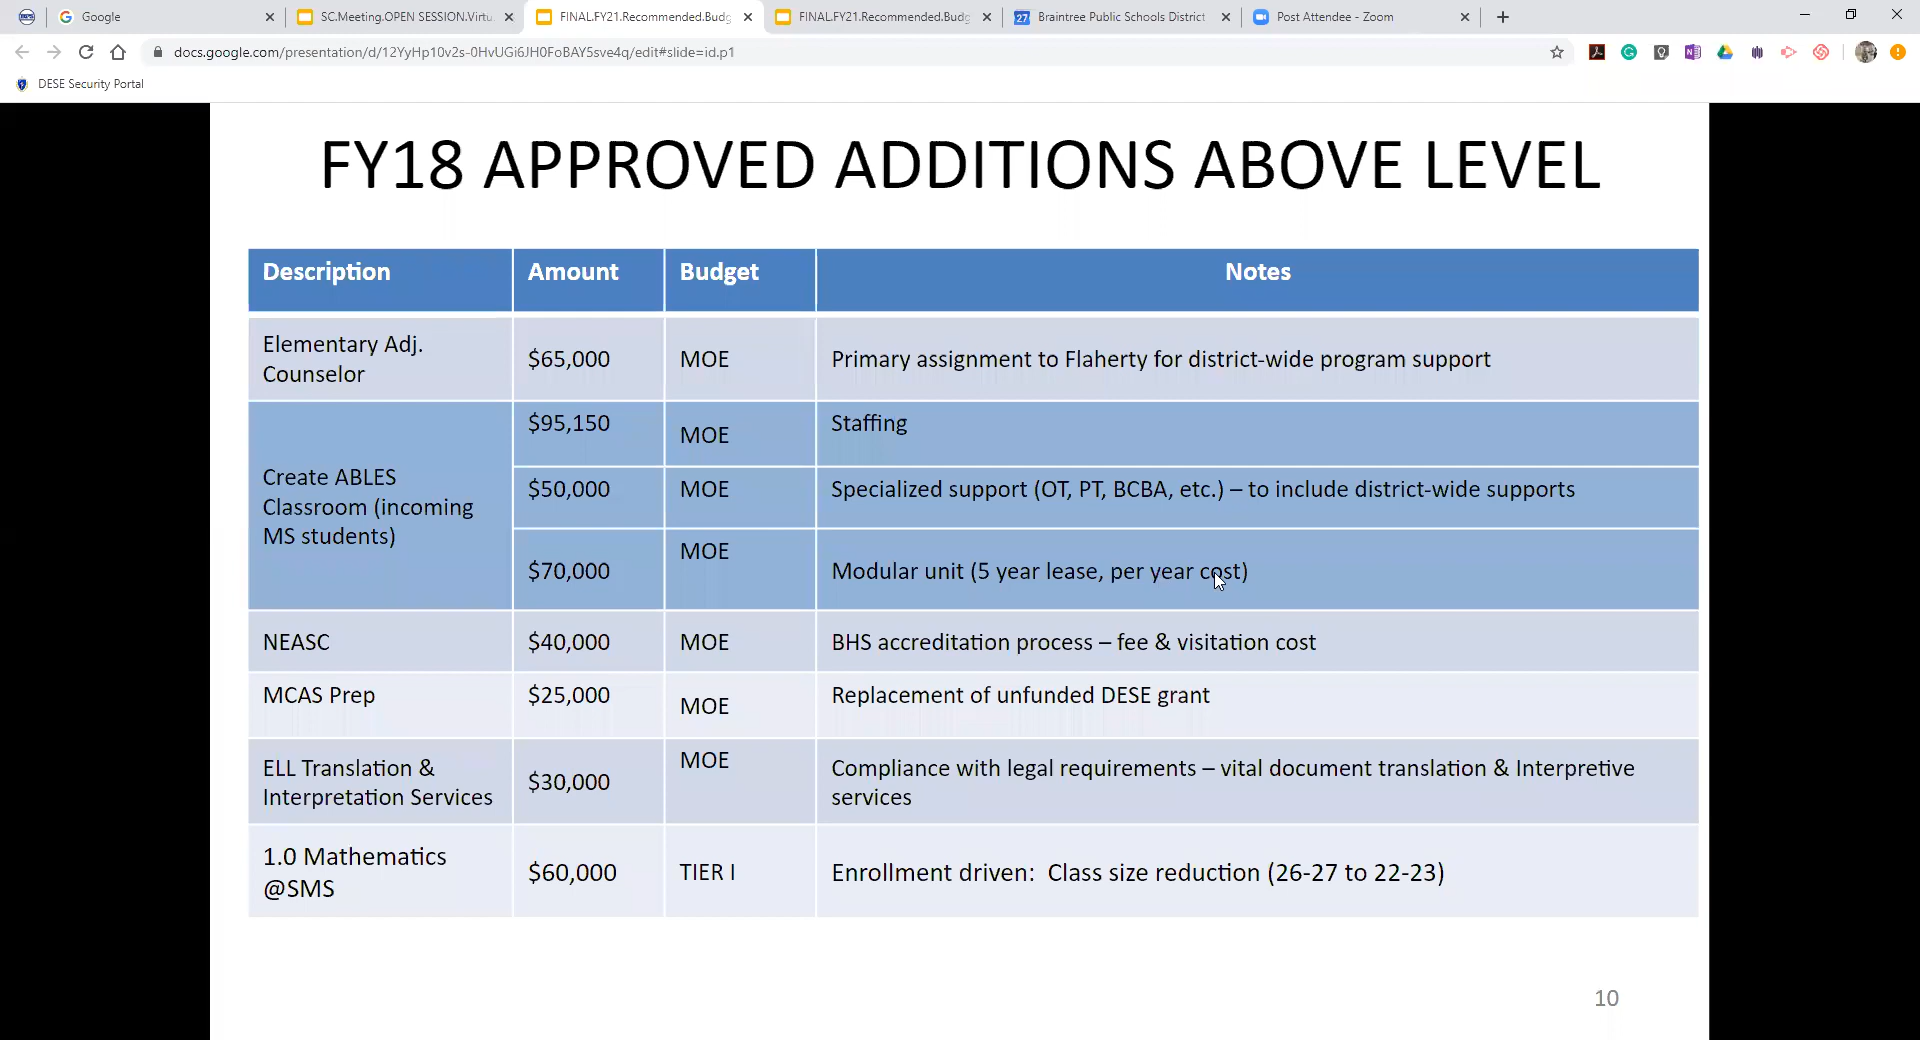 Google
SC.Meeting.OPEN SESSION.Virtu
FINAL.FY21.Recommended.Budg
FINAL.FY21.Recommended.Budg
27
Braintree Public Schools District
Post Attendee - Zoom
docs.google.com/presentation/d/12YyHp10v2s-0HvUGi6JH0FoBAY5sve4q/edit#slide=id.p1
DESE Security Portal
FY18 APPROVED ADDITIONS ABOVE LEVEL
Description Amount Budget Notes
Elementary Adj.
Counselor
$65,000 MOE Primary assignment to Flaherty for district-wide program support
Create ABLES
Classroom (incoming
MS students)
$95,150 MOE Staffing
$50,000 MOE Specialized support (OT, PT, BCBA, etc.) – to include district-wide supports
$70,000 MOE Modular unit (5 year lease, per year cost)
NEASC $40,000 MOE BHS accreditation process – fee & visitation cost
MCAS Prep $25,000 MOE Replacement of unfunded DESE grant
ELL Translation &
Interpretation Services
$30,000 MOE Compliance with legal requirements – vital document translation & Interpretive
services
1.0 Mathematics
@SMS
$60,000 TIER I Enrollment driven: Class size reduction (26-27 to 22-23)
10